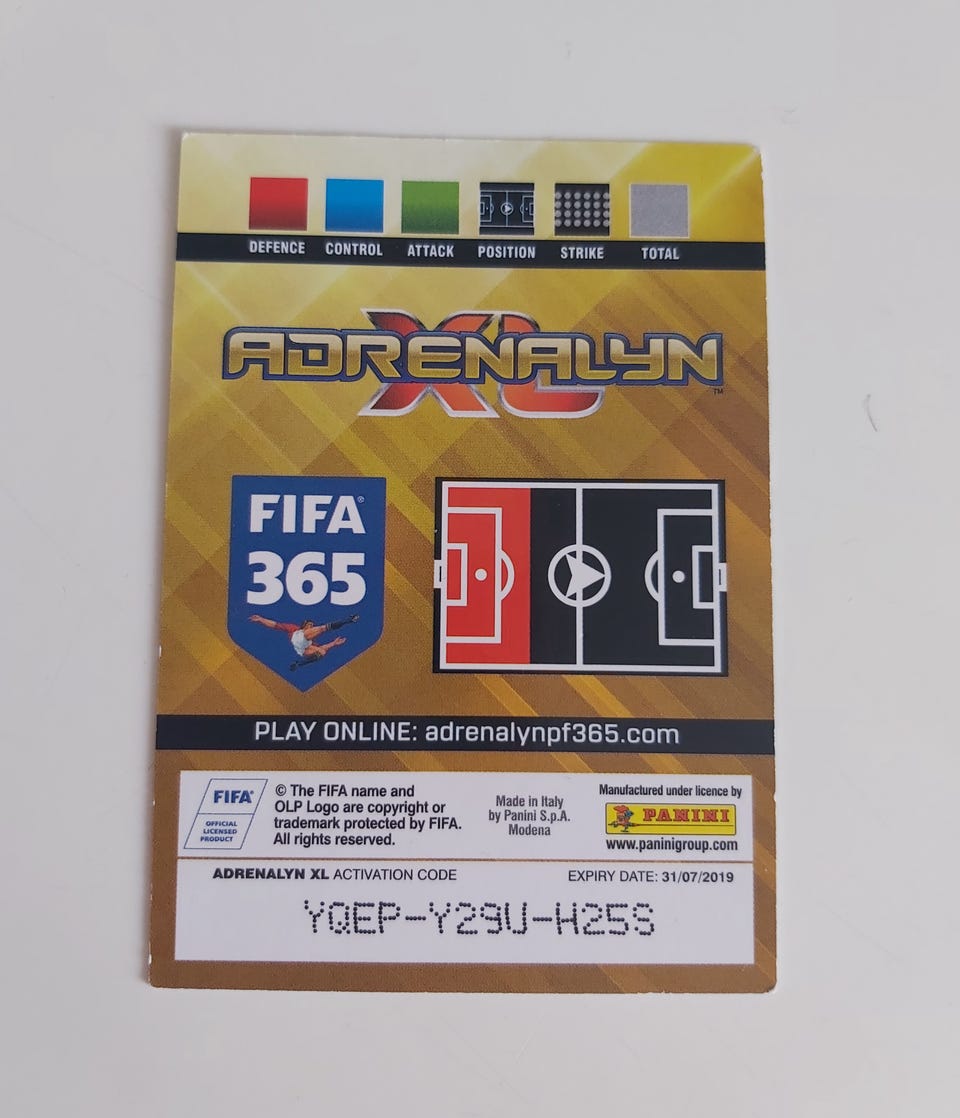 DEFENCE CONTROL ATTACK POSITION STRIKE TOTAL
ADRENALYN
XL
™
FIFA®
365
PLAY ONLINE: adrenalynpf365.com
FIFA®
OFFICIAL
LICENSED
PRODUCT
© The FIFA name and
OLP Logo are copyright or
trademark protected by FIFA.
All rights reserved.
Made in Italy
by Panini S.p.A.
Modena
Manufactured under licence by
PANINI
www.paninigroup.com
ADRENALYN XL ACTIVATION CODE
EXPIRY DATE: 31/07/2019
YQEP-Y29U-H25S